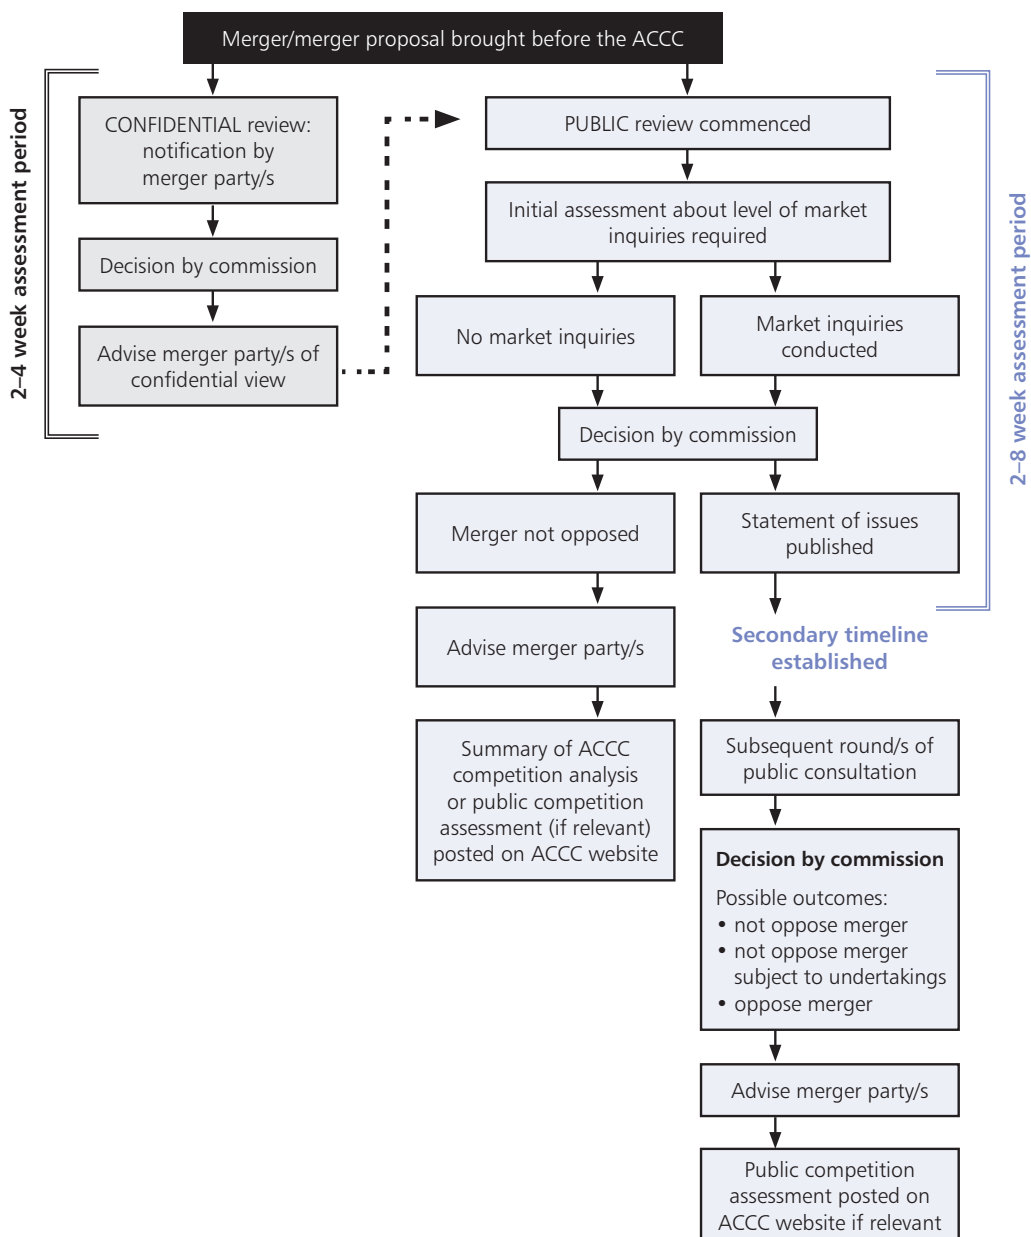 Merger/merger proposal brought before the ACCC
2–4 week assessment period
CONFIDENTIAL review:
notification by
merger party/s
Decision by commission
Advise merger party/s of
confidential view
PUBLIC review commenced
Initial assessment about level of market
inquiries required
No market inquiries
Market inquiries
conducted
Decision by commission
Merger not opposed
Statement of issues
published
2–8 week assessment period
Advise merger party/s
Summary of ACCC
competition analysis
or public competition
assessment (if relevant)
posted on ACCC website
Secondary timeline
established
Subsequent round/s of
public consultation
Decision by commission
Possible outcomes:
• not oppose merger
• not oppose merger
subject to undertakings
• oppose merger
Advise merger party/s
Public competition
assessment posted on
ACCC website if relevant